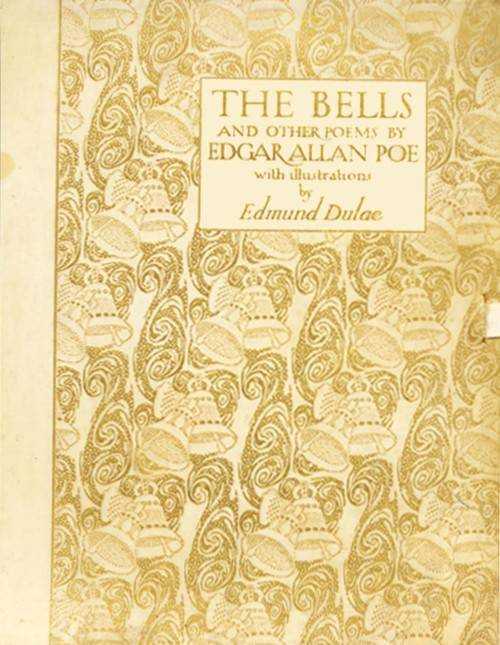 THE BELLS
AND OTHER POEMS BY
EDGAR ALLAN POE
with illustrations
by
Edmund Dulac